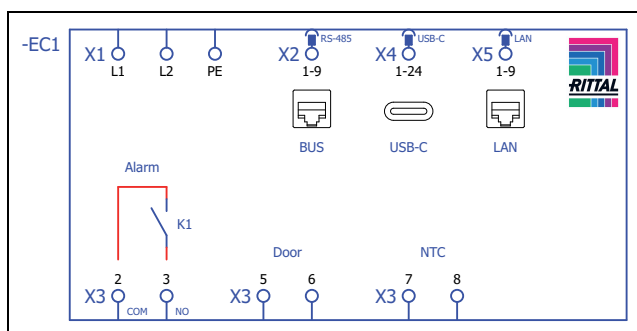 -EC1
X1 L1 L2 PE
X2 RS-485 1-9
X4 USB-C 1-24
X5 LAN 1-9
RITTAL
BUS
USB-C
LAN
Alarm
K1
Door
NTC
X3 2 COM 3 NO
X3 5 6
X3 7 8